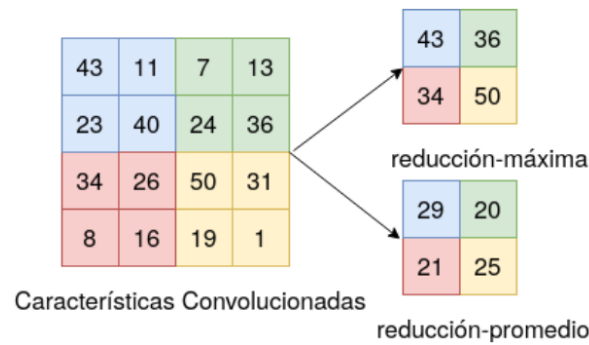 43 11 7 13
23 40 24 36
34 26 50 31
8 16 19 1
Característícas Convolucionadas
43 36
34 50
reducción-máxima
29 20
21 25
reducción-promedio